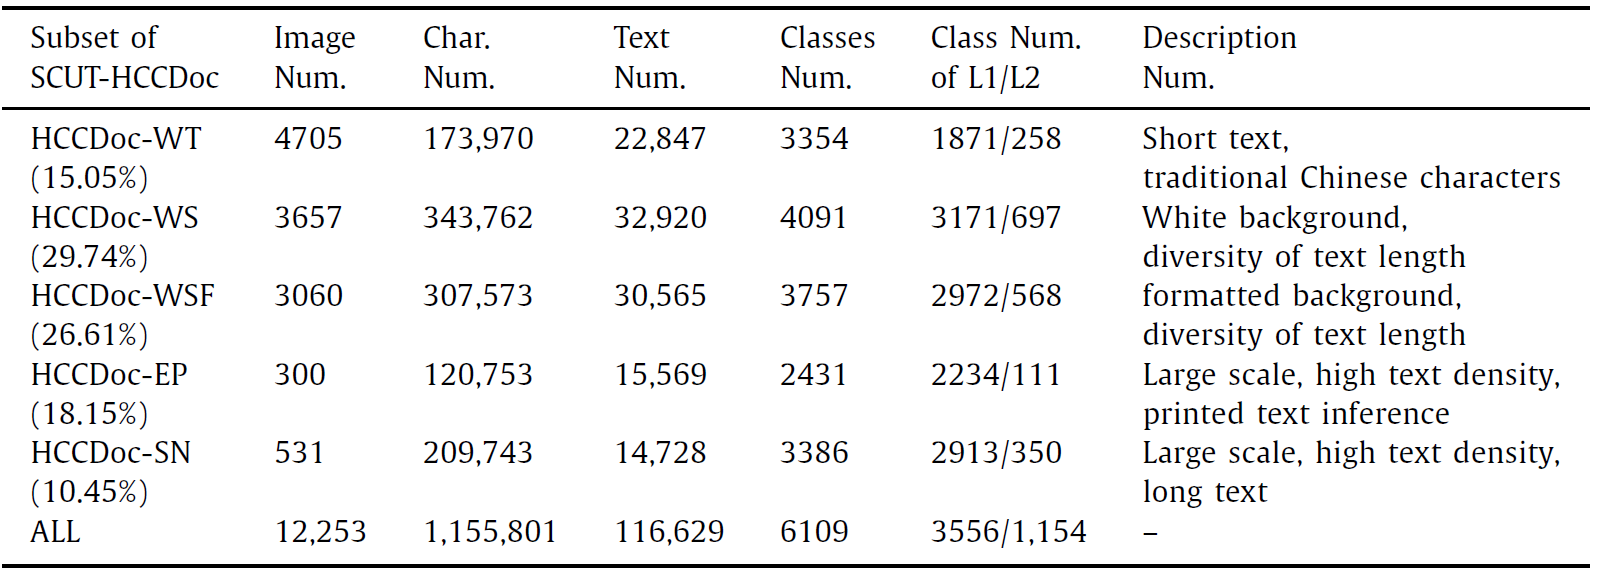 Subset of Image Char. Text Classes Class Num. Description
SCUT-HCCDoc Num. Num. Num. Num. of L1/L2 Num.
HCCDoc-WT 4705 173,970 22,847 3354 1871/258 Short text,
(15.05%) traditional Chinese characters
HCCDoc-WS 3657 343,762 32,920 4091 3171/697 White background,
(29.74%) diversity of text length
HCCDoc-WSF 3060 307,573 30,565 3757 2972/568 formatted background,
(26.61%) diversity of text length
HCCDoc-EP 300 120,753 15,569 2431 2234/111 Large scale, high text density,
(18.15%) printed text inference
HCCDoc-SN 531 209,743 14,728 3386 2913/350 Large scale, high text density,
(10.45%) long text
ALL 12,253 1,155,801 116,629 6109 3556/1,154 –